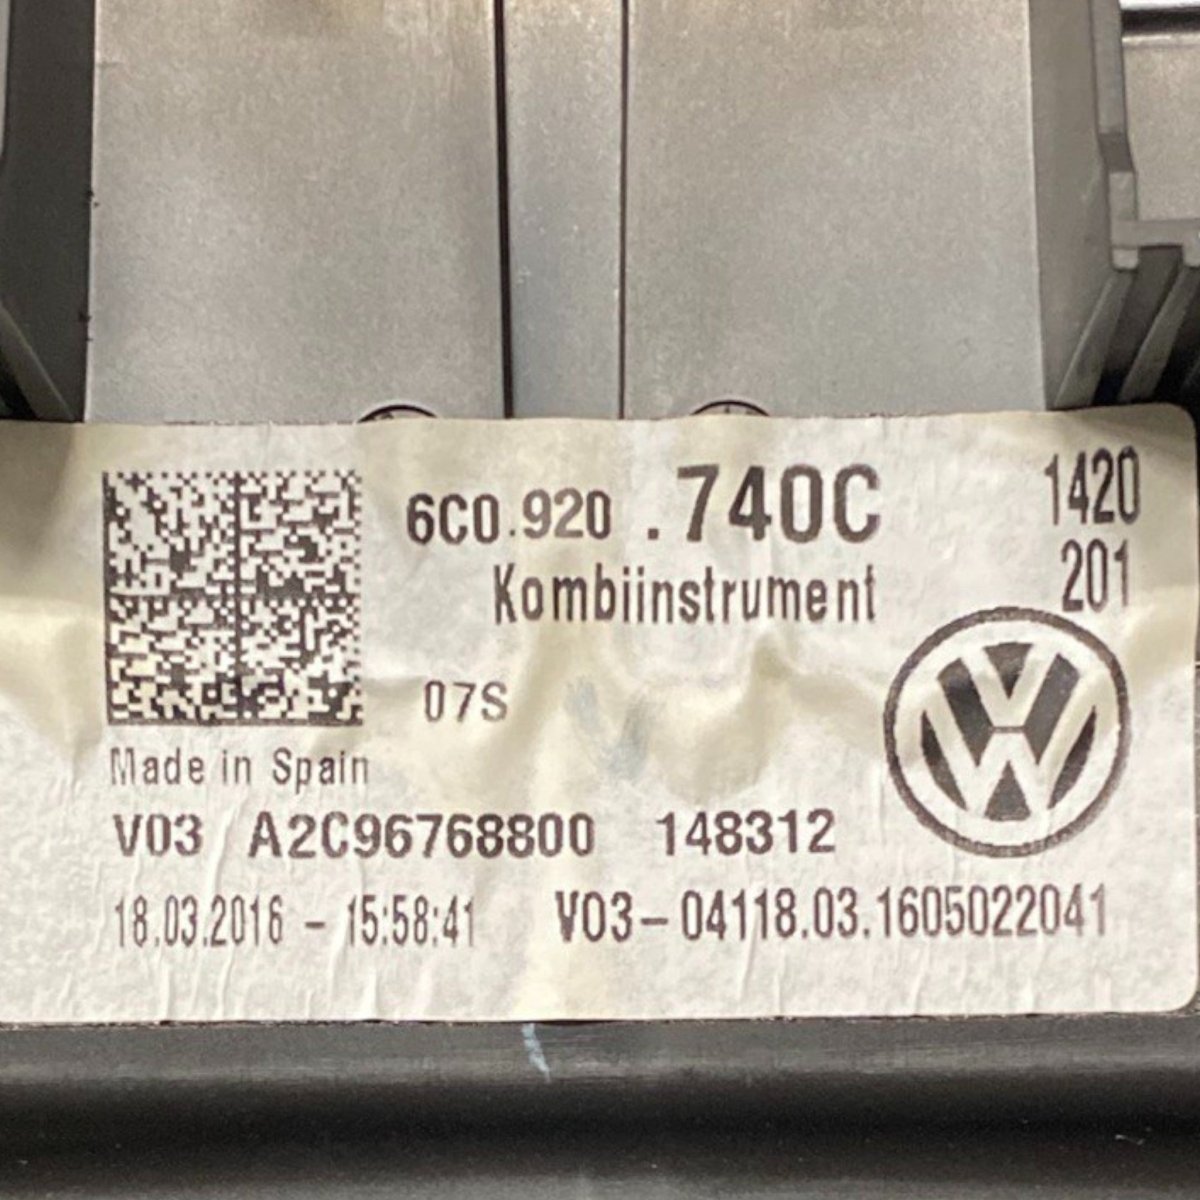 6C0.920 .740C 1420
Kombiinstrument 201
07S
Made in Spain
V03 A2C96768800 148312
18.03.2016 - 15:58:41 V03-04118.03.1605022041